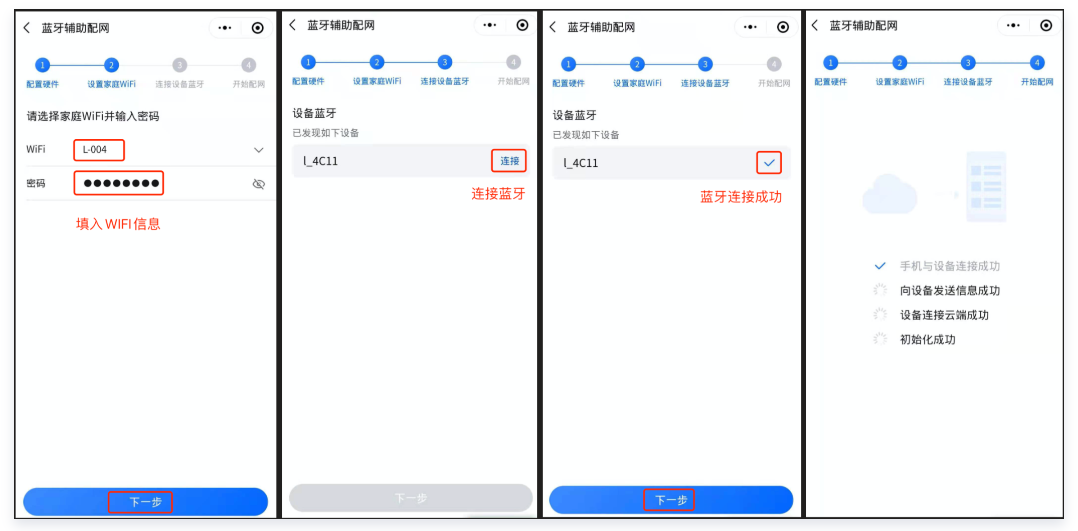 蓝牙辅助配网
1 2 3 4
配置硬件 设置家庭WiFi 连接设备蓝牙 开始配网
请选择家庭WiFi并输入密码
WiFi L-004
密码 ●●●●●●●●
填入 WIFI 信息
下一步
蓝牙辅助配网
1 2 3 4
配置硬件 设置家庭WiFi 连接设备蓝牙 开始配网
设备蓝牙
已发现如下设备
l_4C11 连接
连接蓝牙
下一步
蓝牙辅助配网
1 2 3 4
配置硬件 设置家庭WiFi 连接设备蓝牙 开始配网
设备蓝牙
已发现如下设备
l_4C11
蓝牙连接成功
下一步
蓝牙辅助配网
1 2 3 4
配置硬件 设置家庭WiFi 连接设备蓝牙 开始配网
手机与设备连接成功
向设备发送信息成功
设备连接云端成功
初始化成功